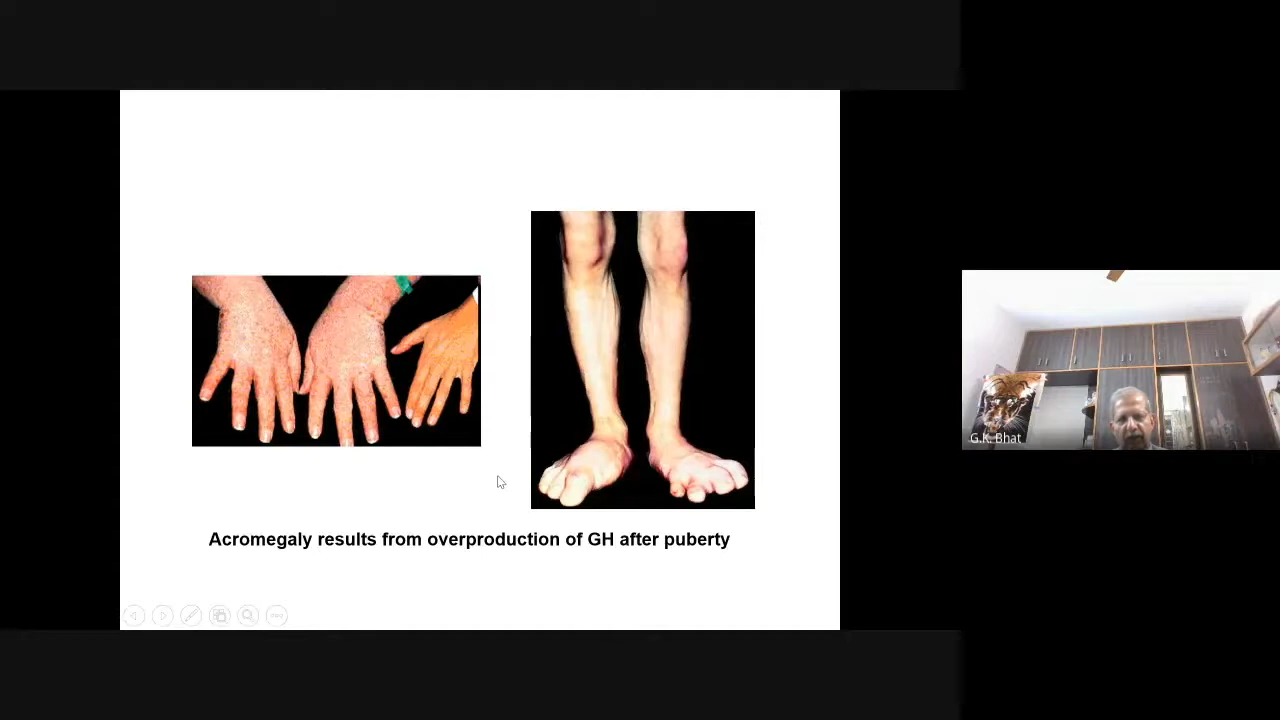 Acromegaly results from overproduction of GH after puberty
G.K. Bhat